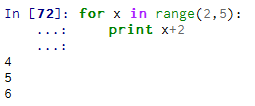 In [72]: for x in range(2,5):
...: print x+2
...:
4
5
6